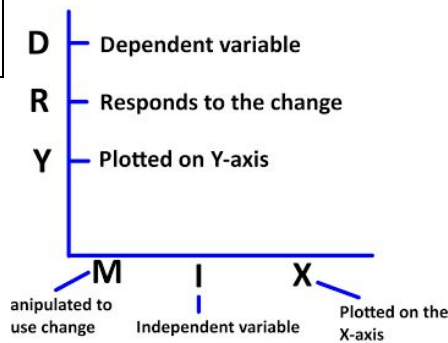 D Dependent variable
R Responds to the change
Y Plotted on Y-axis
M I X
anipulated to
use change
Independent variable
Plotted on the
X-axis